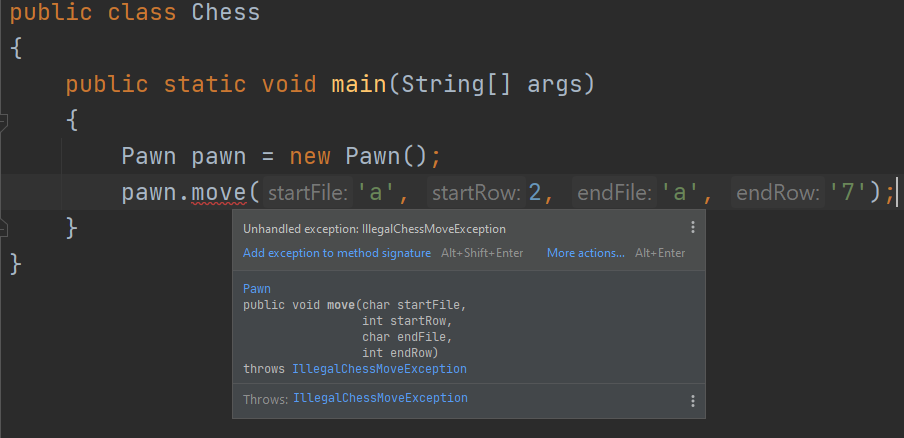 public class Chess
{
public static void main(String[] args)
{
Pawn pawn = new Pawn();
pawn.move( startFile: 'a', startRow: 2, endFile: 'a', endRow: '7');
Unhandled exception: IllegalChessMoveException
Add exception to method signature Alt+Shift+Enter More actions... Alt+Enter
Pawn
public void move(char startFile,
int startRow,
char endFile,
int endRow)
throws IllegalChessMoveException
Throws: IllegalChessMoveException
}
}